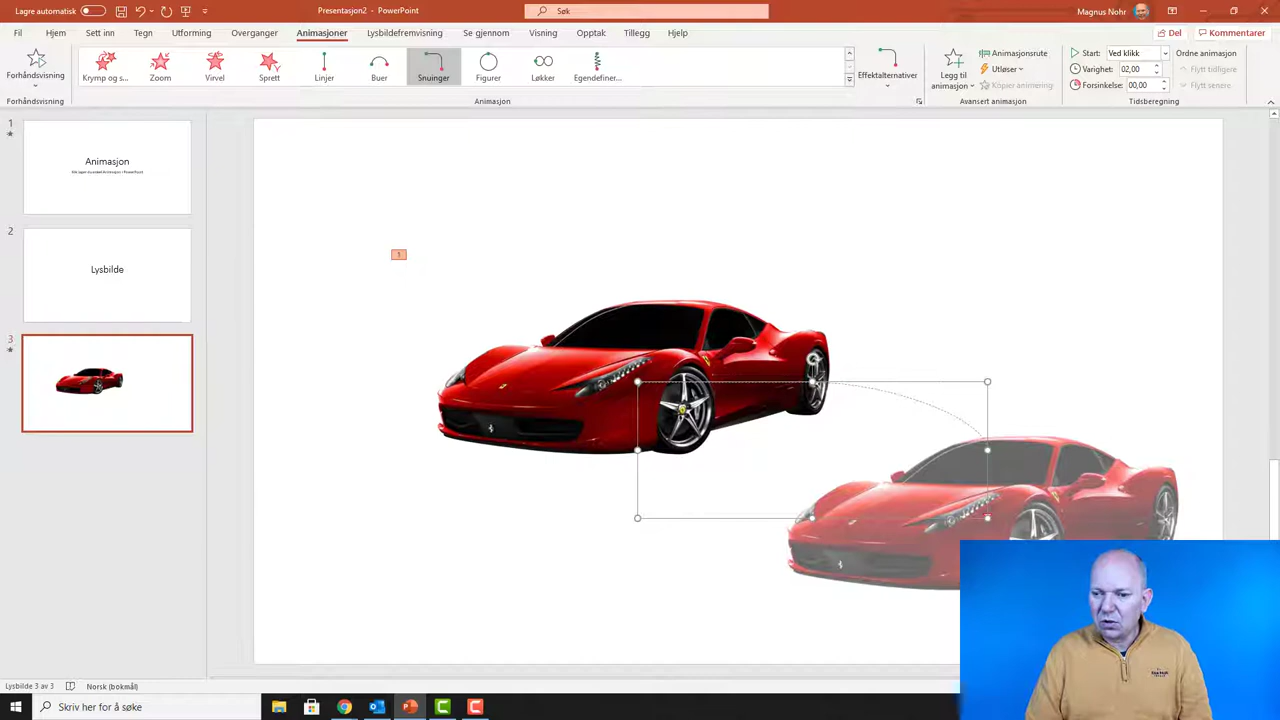 Lagre automatisk
Presentasjon2 - PowerPoint
Søk
Magnus Nohr
Fil
Hjem
Sett inn
Tegn
Utforming
Overganger
Animasjoner
Lysbildefremvisning
Se gjennom
Visning
Opptak
Tillegg
Hjelp
Del
Kommentarer
Forhåndsvisning
Krymp og s...
Zoom
Virvel
Sprett
Linjer
Buer
Snuinger
Figurer
Løkker
Egendefiner...
Effektalternativer
Legg til
animasjon
Animasjonsrute
Utløser
Kopier animering
Start: Ved klikk
Varighet: 02,00
Forsinkelse: 00,00
Ordne animasjon
Flytt tidligere
Flytt senere
Forhåndsvisning
Animasjon
Avansert animasjon
Tidsberegning
1
Animasjon
2
Lysbilde
3
1
Lysbilde 3 av 3
Norsk (bokmål)
Skriv her for å søke